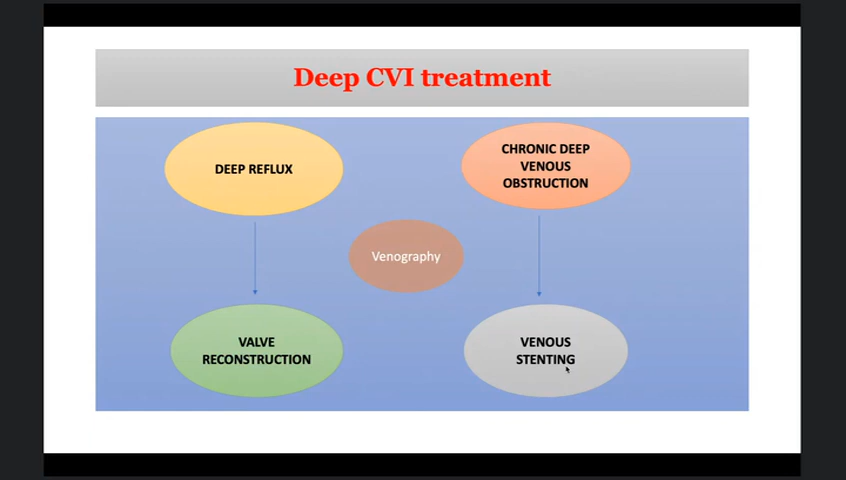 Deep CVI treatment
DEEP REFLUX
CHRONIC DEEP
VENOUS
OBSTRUCTION
Venography
VALVE
RECONSTRUCTION
VENOUS
STENTING